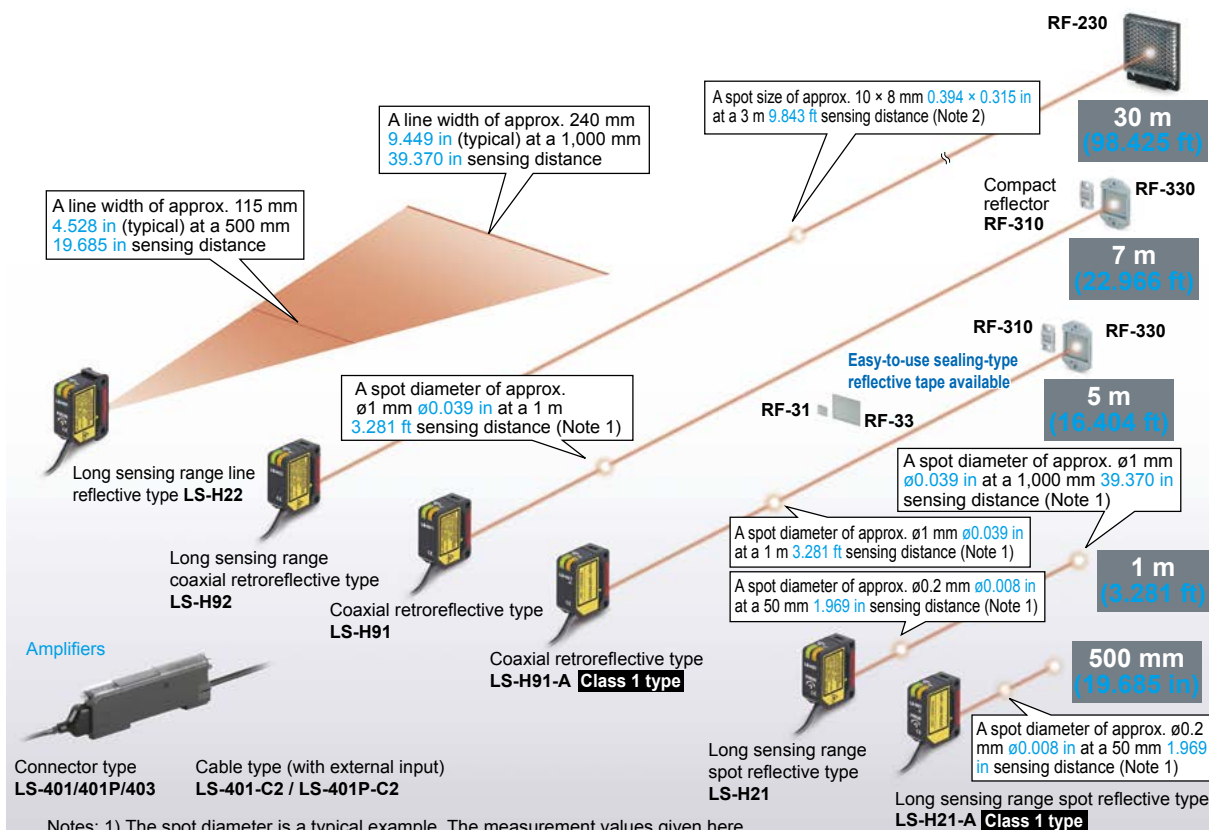 RF-230
30 m
(98.425 ft)
A spot size of approx. 10 × 8 mm 0.394 × 0.315 in
at a 3 m 9.843 ft sensing distance (Note 2)
A line width of approx. 240 mm
9.449 in (typical) at a 1,000 mm
39.370 in sensing distance
A line width of approx. 115 mm
4.528 in (typical) at a 500 mm
19.685 in sensing distance
Compact
reflector
RF-310
RF-330
7 m
(22.966 ft)
RF-310
RF-330
Easy-to-use sealing-type
reflective tape available
RF-31
RF-33
5 m
(16.404 ft)
A spot diameter of approx.
ø1 mm ø0.039 in at a 1 m
3.281 ft sensing distance (Note 1)
A spot diameter of approx. ø1 mm
ø0.039 in at a 1,000 mm 39.370 in
sensing distance (Note 1)
Long sensing range line
reflective type LS-H22
A spot diameter of approx. ø1 mm ø0.039 in
at a 1 m 3.281 ft sensing distance (Note 1)
A spot diameter of approx. ø0.2 mm ø0.008 in
at a 50 mm 1.969 in sensing distance (Note 1)
1 m
(3.281 ft)
Long sensing range
coaxial retroreflective type
LS-H92
Coaxial retroreflective type
LS-H91
Coaxial retroreflective type
LS-H91-A Class 1 type
500 mm
(19.685 in)
A spot diameter of approx. ø0.2
mm ø0.008 in at a 50 mm 1.969
in sensing distance (Note 1)
Long sensing range
spot reflective type
LS-H21
Long sensing range spot reflective type
LS-H21-A Class 1 type
Amplifiers
Connector type
LS-401/401P/403
Cable type (with external input)
LS-401-C2 / LS-401P-C2
Notes: 1) The spot diameter is a typical example. The measurement values given here